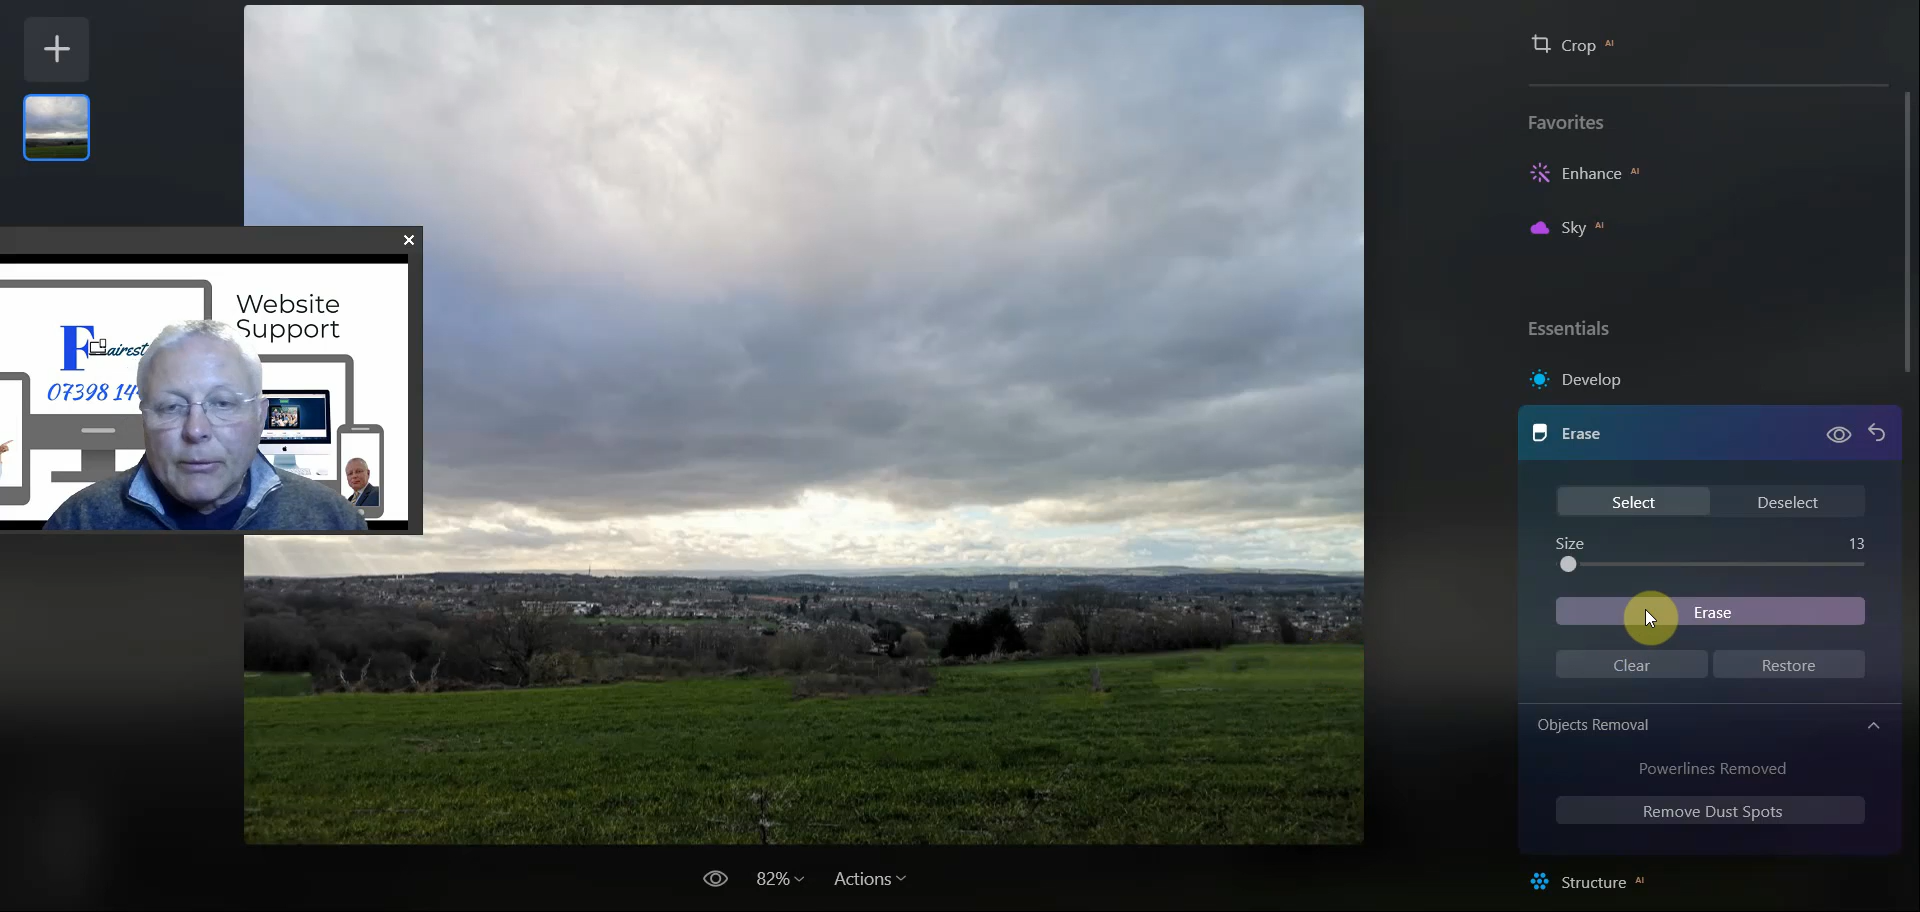 Crop AI
Favorites
Enhance AI
Sky AI
Website
Support
Fairest
07398 14
Essentials
Develop
Erase
Select
Deselect
Size
13
Erase
Clear
Restore
Objects Removal
Powerlines Removed
Remove Dust Spots
82%
Actions
Structure AI